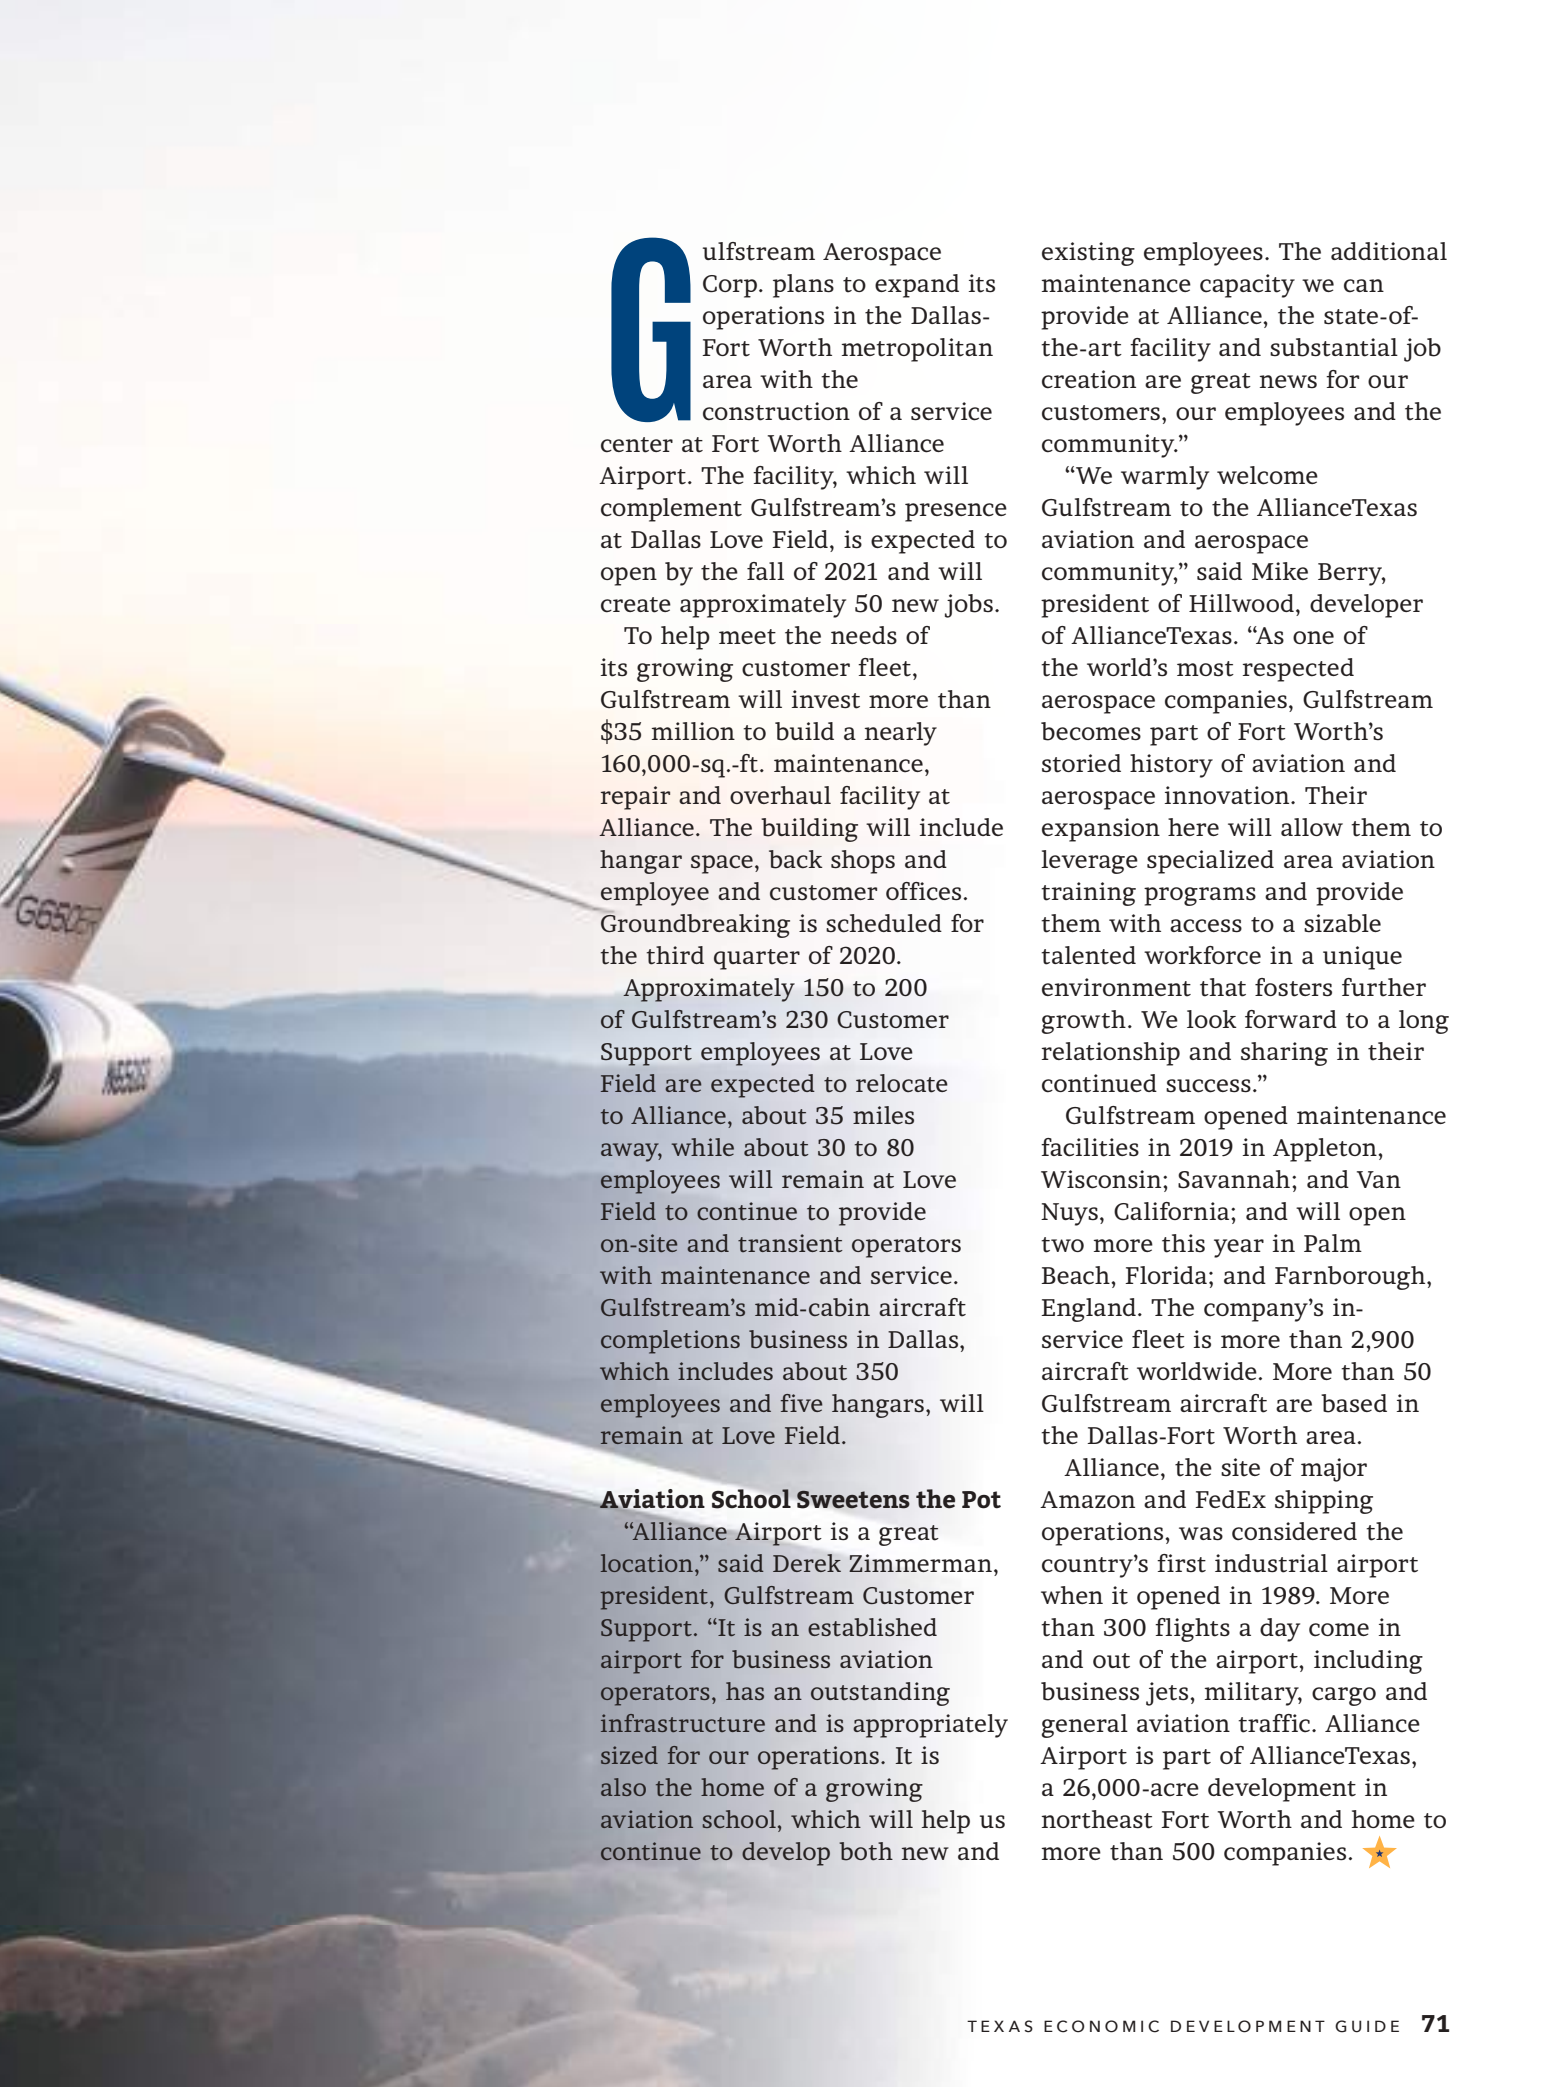 Gulfstream Aerospace
Corp. plans to expand its
operations in the Dallas-
Fort Worth metropolitan
area with the
construction of a service
center at Fort Worth Alliance
Airport. The facility, which will
complement Gulfstream’s presence
at Dallas Love Field, is expected to
open by the fall of 2021 and will
create approximately 50 new jobs.
To help meet the needs of
its growing customer fleet,
Gulfstream will invest more than
$35 million to build a nearly
160,000-sq.-ft. maintenance,
repair and overhaul facility at
Alliance. The building will include
hangar space, back shops and
employee and customer offices.
Groundbreaking is scheduled for
the third quarter of 2020.
Approximately 150 to 200
of Gulfstream’s 230 Customer
Support employees at Love
Field are expected to relocate
to Alliance, about 35 miles
away, while about 30 to 80
employees will remain at Love
Field to continue to provide
on-site and transient operators
with maintenance and service.
Gulfstream’s mid-cabin aircraft
completions business in Dallas,
which includes about 350
employees and five hangars, will
remain at Love Field.
Aviation School Sweetens the Pot
“Alliance Airport is a great
location,” said Derek Zimmerman,
president, Gulfstream Customer
Support. “It is an established
airport for business aviation
operators, has an outstanding
infrastructure and is appropriately
sized for our operations. It is
also the home of a growing
aviation school, which will help us
continue to develop both new and
existing employees. The additional
maintenance capacity we can
provide at Alliance, the state-of-
the-art facility and substantial job
creation are great news for our
customers, our employees and the
community.”
“We warmly welcome
Gulfstream to the AllianceTexas
aviation and aerospace
community,” said Mike Berry,
president of Hillwood, developer
of AllianceTexas. “As one of
the world’s most respected
aerospace companies, Gulfstream
becomes part of Fort Worth’s
storied history of aviation and
aerospace innovation. Their
expansion here will allow them to
leverage specialized area aviation
training programs and provide
them with access to a sizable
talented workforce in a unique
environment that fosters further
growth. We look forward to a long
relationship and sharing in their
continued success.”
Gulfstream opened maintenance
facilities in 2019 in Appleton,
Wisconsin; Savannah; and Van
Nuys, California; and will open
two more this year in Palm
Beach, Florida; and Farnborough,
England. The company’s in-
service fleet is more than 2,900
aircraft worldwide. More than 50
Gulfstream aircraft are based in
the Dallas-Fort Worth area.
Alliance, the site of major
Amazon and FedEx shipping
operations, was considered the
country’s first industrial airport
when it opened in 1989. More
than 300 flights a day come in
and out of the airport, including
business jets, military, cargo and
general aviation traffic. Alliance
Airport is part of AllianceTexas,
a 26,000-acre development in
northeast Fort Worth and home to
more than 500 companies.
G650ER
TEXAS ECONOMIC DEVELOPMENT GUIDE 71